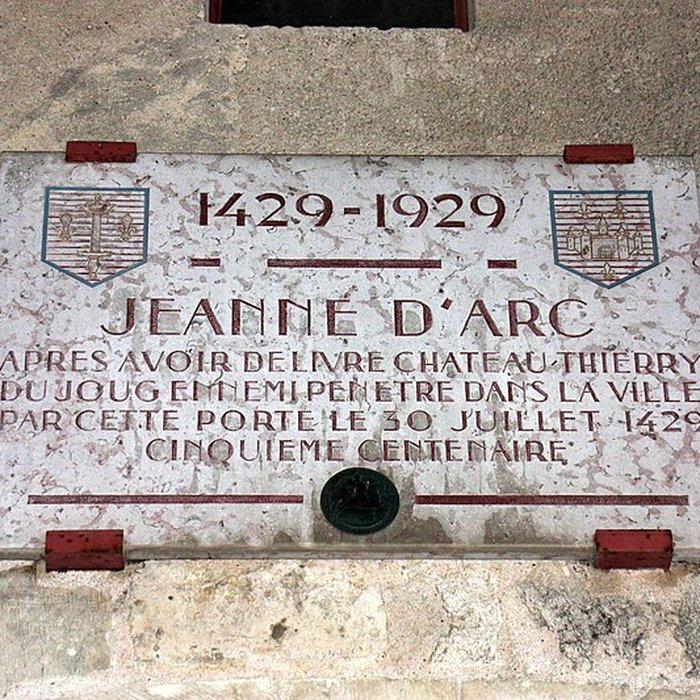 1429-1929
JEANNE D'ARC
APRES AVOIR DELIVRE CHATEAU-THIERRY
DU JOUG ENNEMI PENETRE DANS LA VILLE
PAR CETTE PORTE LE 30 JUILLET 1429
CINQUIEME CENTENAIRE